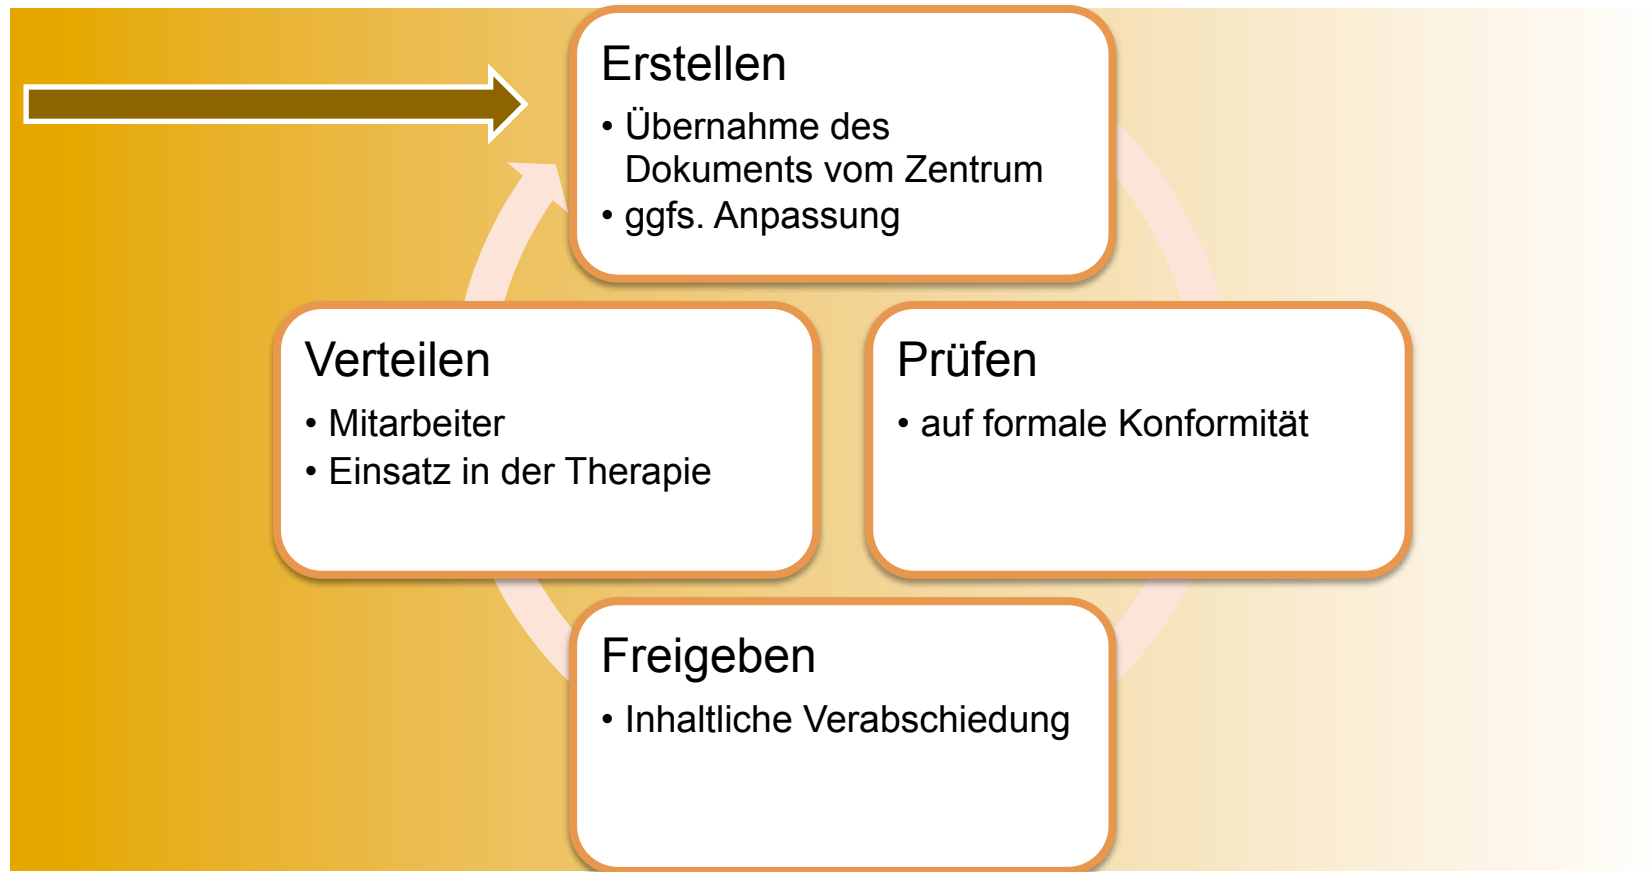 Erstellen
• Übernahme des
Dokuments vom Zentrum
• ggfs. Anpassung
Verteilen
• Mitarbeiter
• Einsatz in der Therapie
Prüfen
• auf formale Konformität
Freigeben
• Inhaltliche Verabschiedung